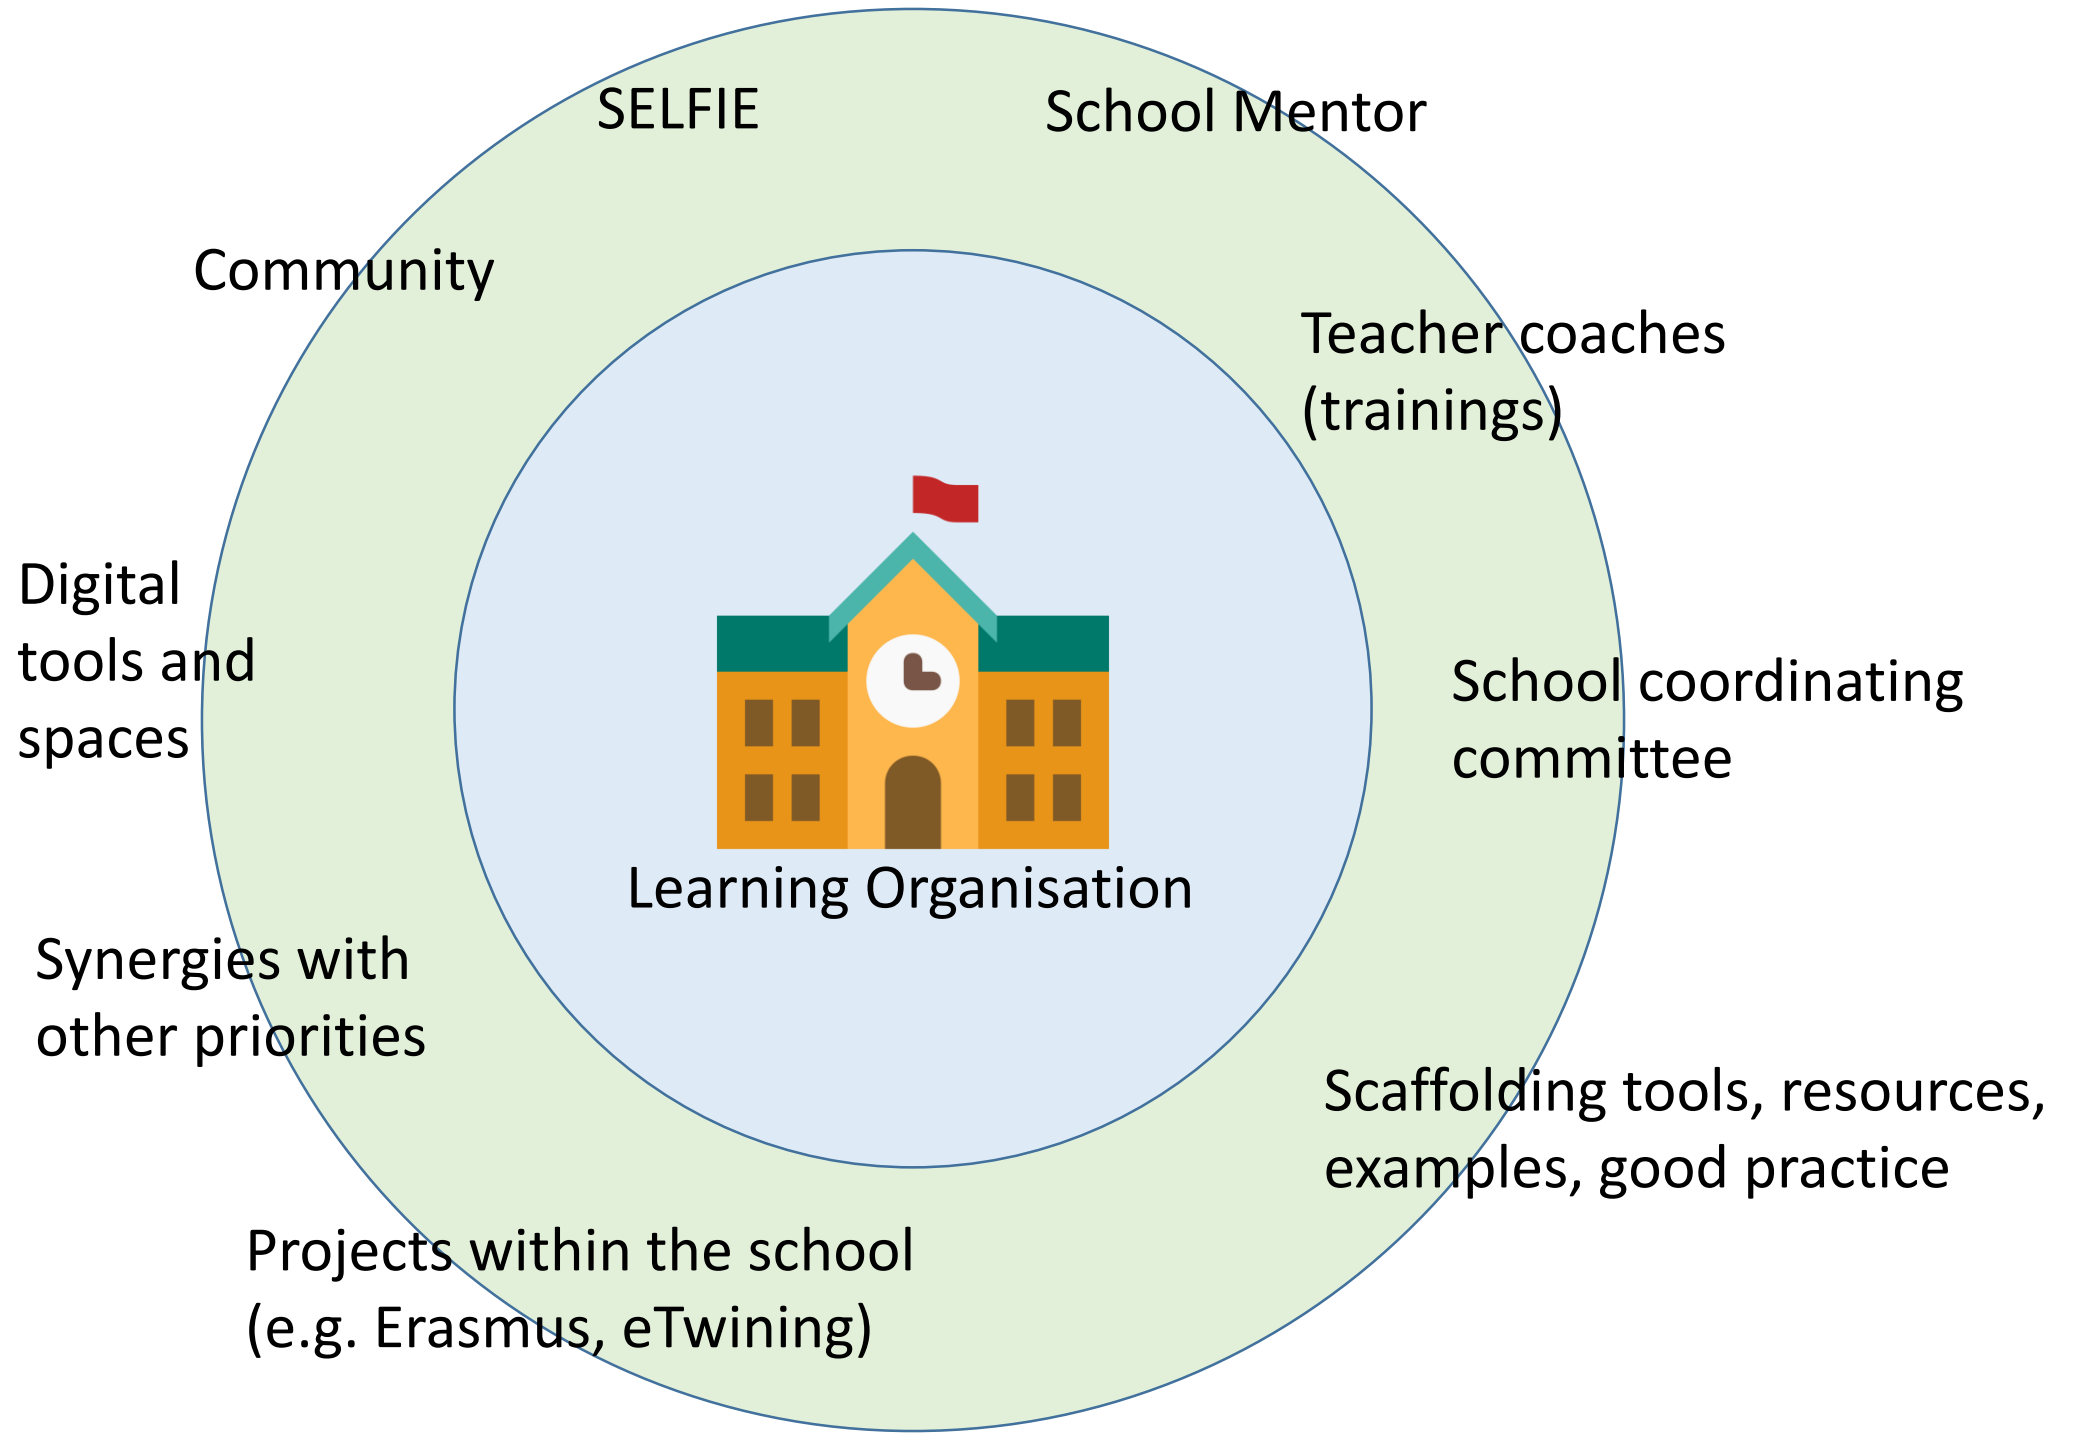 SELFIE
School Mentor
Community
Teacher coaches
(trainings)
Digital
tools and
spaces
School coordinating
committee
Learning Organisation
Synergies with
other priorities
Scaffolding tools, resources,
examples, good practice
Projects within the school
(e.g. Erasmus, eTwining)